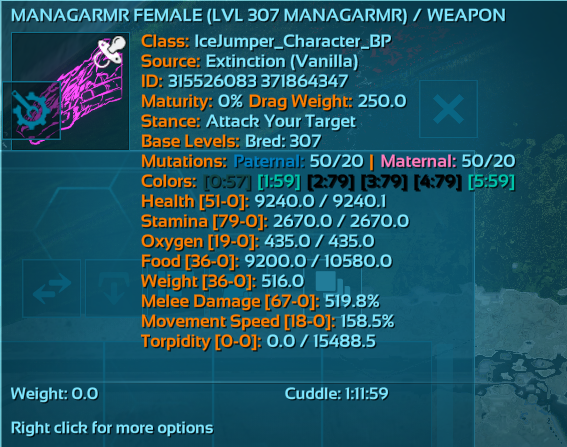 MANAGARMR FEMALE (LVL 307 MANAGARMR) / WEAPON
Class: IceJumper_Character_BP
Source: Extinction (Vanilla)
ID: 315526083 371864347
Maturity: 0% Drag Weight: 250.0
Stance: Attack Your Target
Base Levels: Bred: 307
Mutations: Paternal: 50/20 | Maternal: 50/20
Colors: [0:57] [1:59] [2:79] [3:79] [4:79] [5:59]
Health [51-0]: 9240.0 / 9240.1
Stamina [79-0]: 2670.0 / 2670.0
Oxygen [19-0]: 435.0 / 435.0
Food [36-0]: 9200.0 / 10580.0
Weight [36-0]: 516.0
Melee Damage [67-0]: 519.8%
Movement Speed [18-0]: 158.5%
Torpidity [0-0]: 0.0 / 15488.5
Weight: 0.0 Cuddle: 1:11:59
Right click for more options